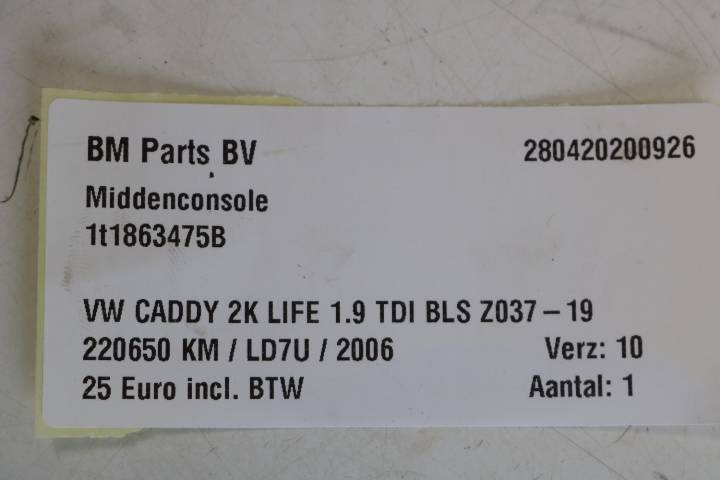 BM Parts BV 280420200926
Middenconsole
1t1863475B
VW CADDY 2K LIFE 1.9 TDI BLS Z037 – 19
220650 KM / LD7U / 2006 Verz: 10
25 Euro incl. BTW Aantal: 1